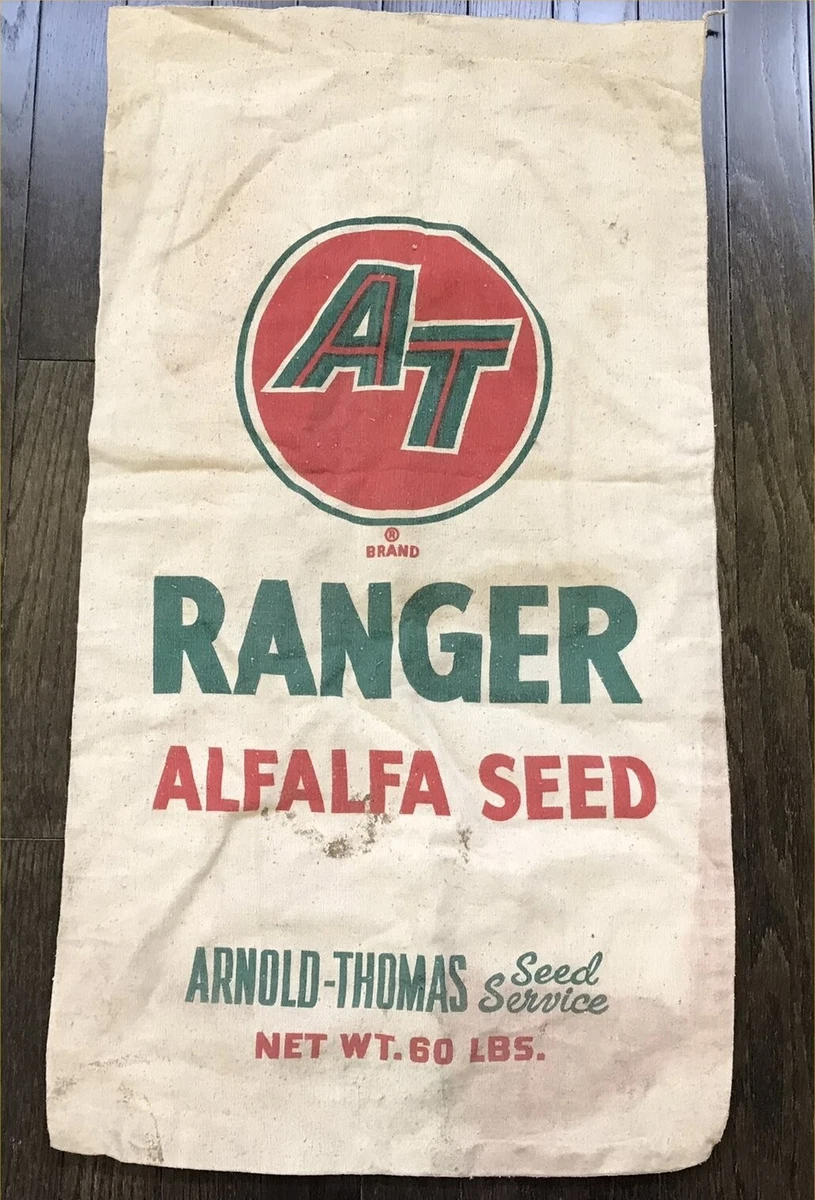 AT
®
BRAND
RANGER
ALFALFA SEED
ARNOLD-THOMAS Seed Service
NET WT. 60 LBS.